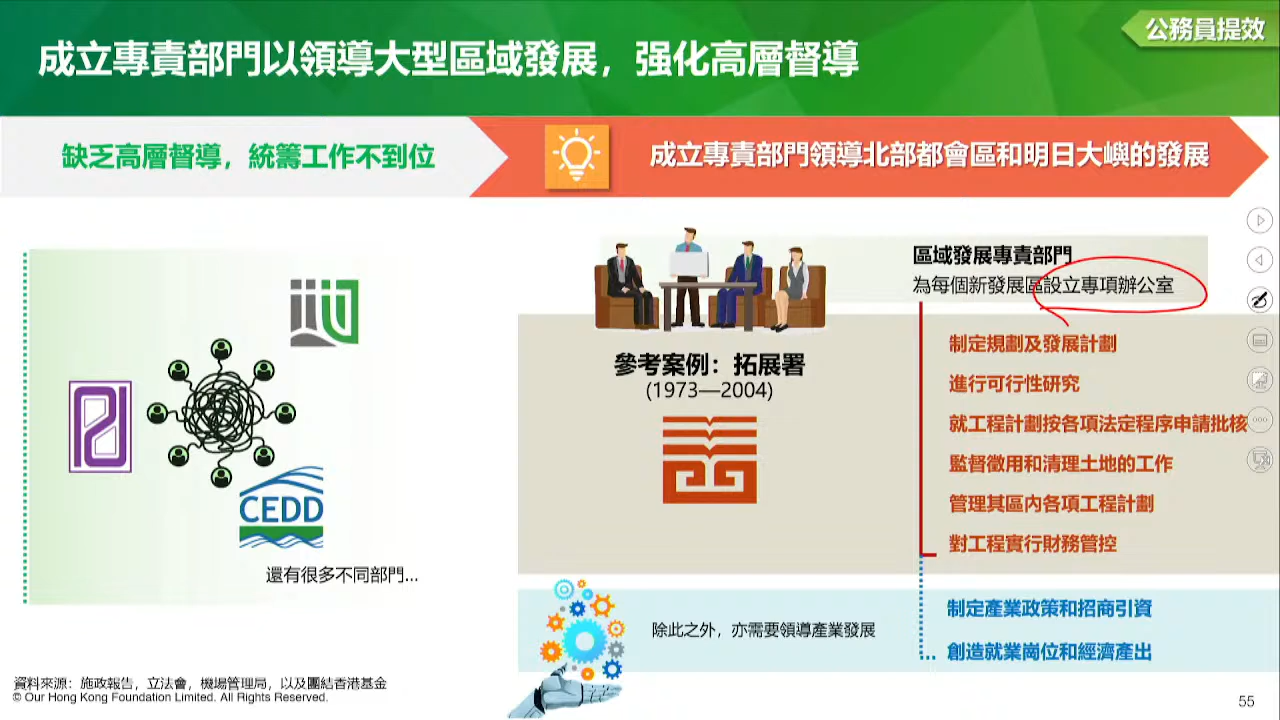 公務員提效
成立專責部門以領導大型區域發展，强化高層督導
缺乏高層督導，統籌工作不到位
成立專責部門領導北部都會區和明日大嶼的發展
CEDD
還有很多不同部門...
參考案例：拓展署
(1973—2004)
區域發展專責部門
為每個新發展區設立專項辦公室
制定規劃及發展計劃
進行可行性研究
就工程計劃按各項法定程序申請批核
監督徵用和清理土地的工作
管理其區內各項工程計劃
對工程實行財務管控
除此之外，亦需要領導產業發展
制定產業政策和招商引資
創造就業崗位和經濟產出
資料來源：施政報告，立法會，機場管理局，以及團結香港基金
© Our Hong Kong Foundation Limited. All Rights Reserved.
55